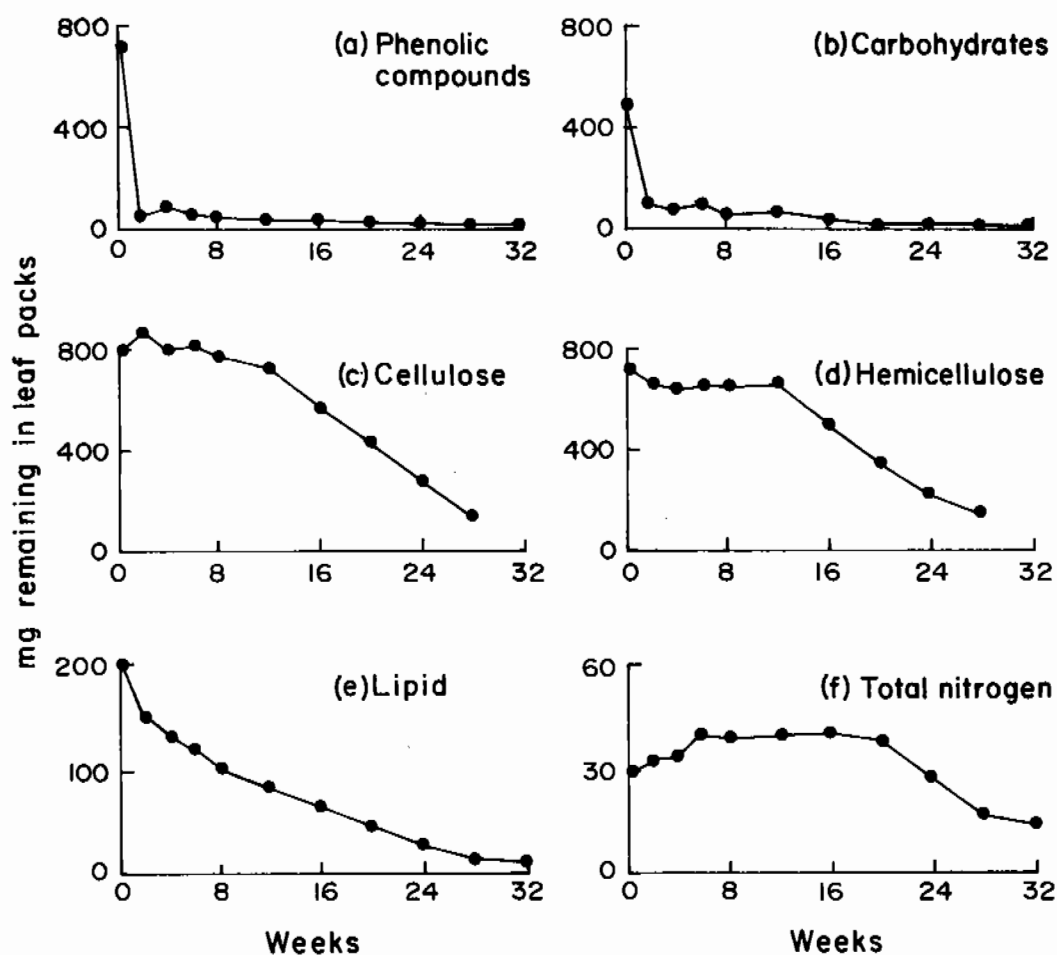 mg remaining in leaf packs
(a) Phenolic
compounds
800
400
0
0 8 16 24 32
(b) Carbohydrates
800
400
0
0 8 16 24 32
(c) Cellulose
800
400
0
0 8 16 24 32
(d) Hemicellulose
800
400
0
0 8 16 24 32
(e) Lipid
200
100
0
0 8 16 24 32
Weeks
(f) Total nitrogen
60
30
0
0 8 16 24 32
Weeks